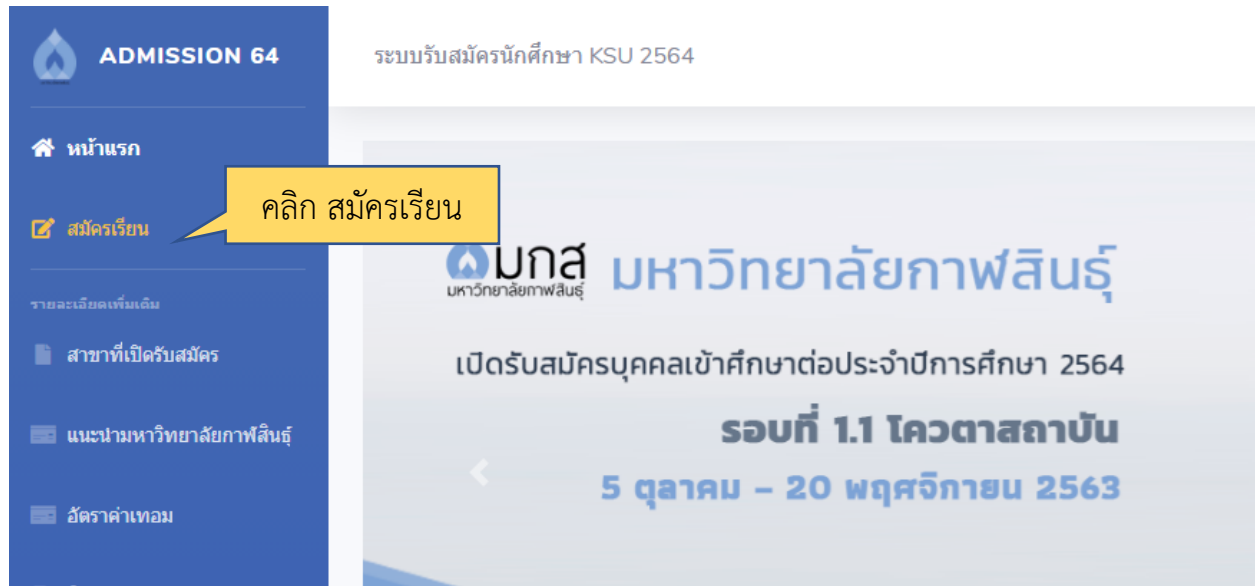 ADMISSION 64
ระบบรับสมัครนักศึกษา KSU 2564
หน้าแรก
คลิก สมัครเรียน
สมัครเรียน
รายละเอียดเพิ่มเติม
สาขาที่เปิดรับสมัคร
แนะนำมหาวิทยาลัยกาฬสินธุ์
อัตราค่าเทอม
มกส
มหาวิทยาลัยกาฬสินธุ์
มหาวิทยาลัยกาฬสินธุ์
เปิดรับสมัครบุคคลเข้าศึกษาต่อประจำปีการศึกษา 2564
รอบที่ 1.1 โควตาสถาบัน
5 ตุลาคม – 20 พฤศจิกายน 2563